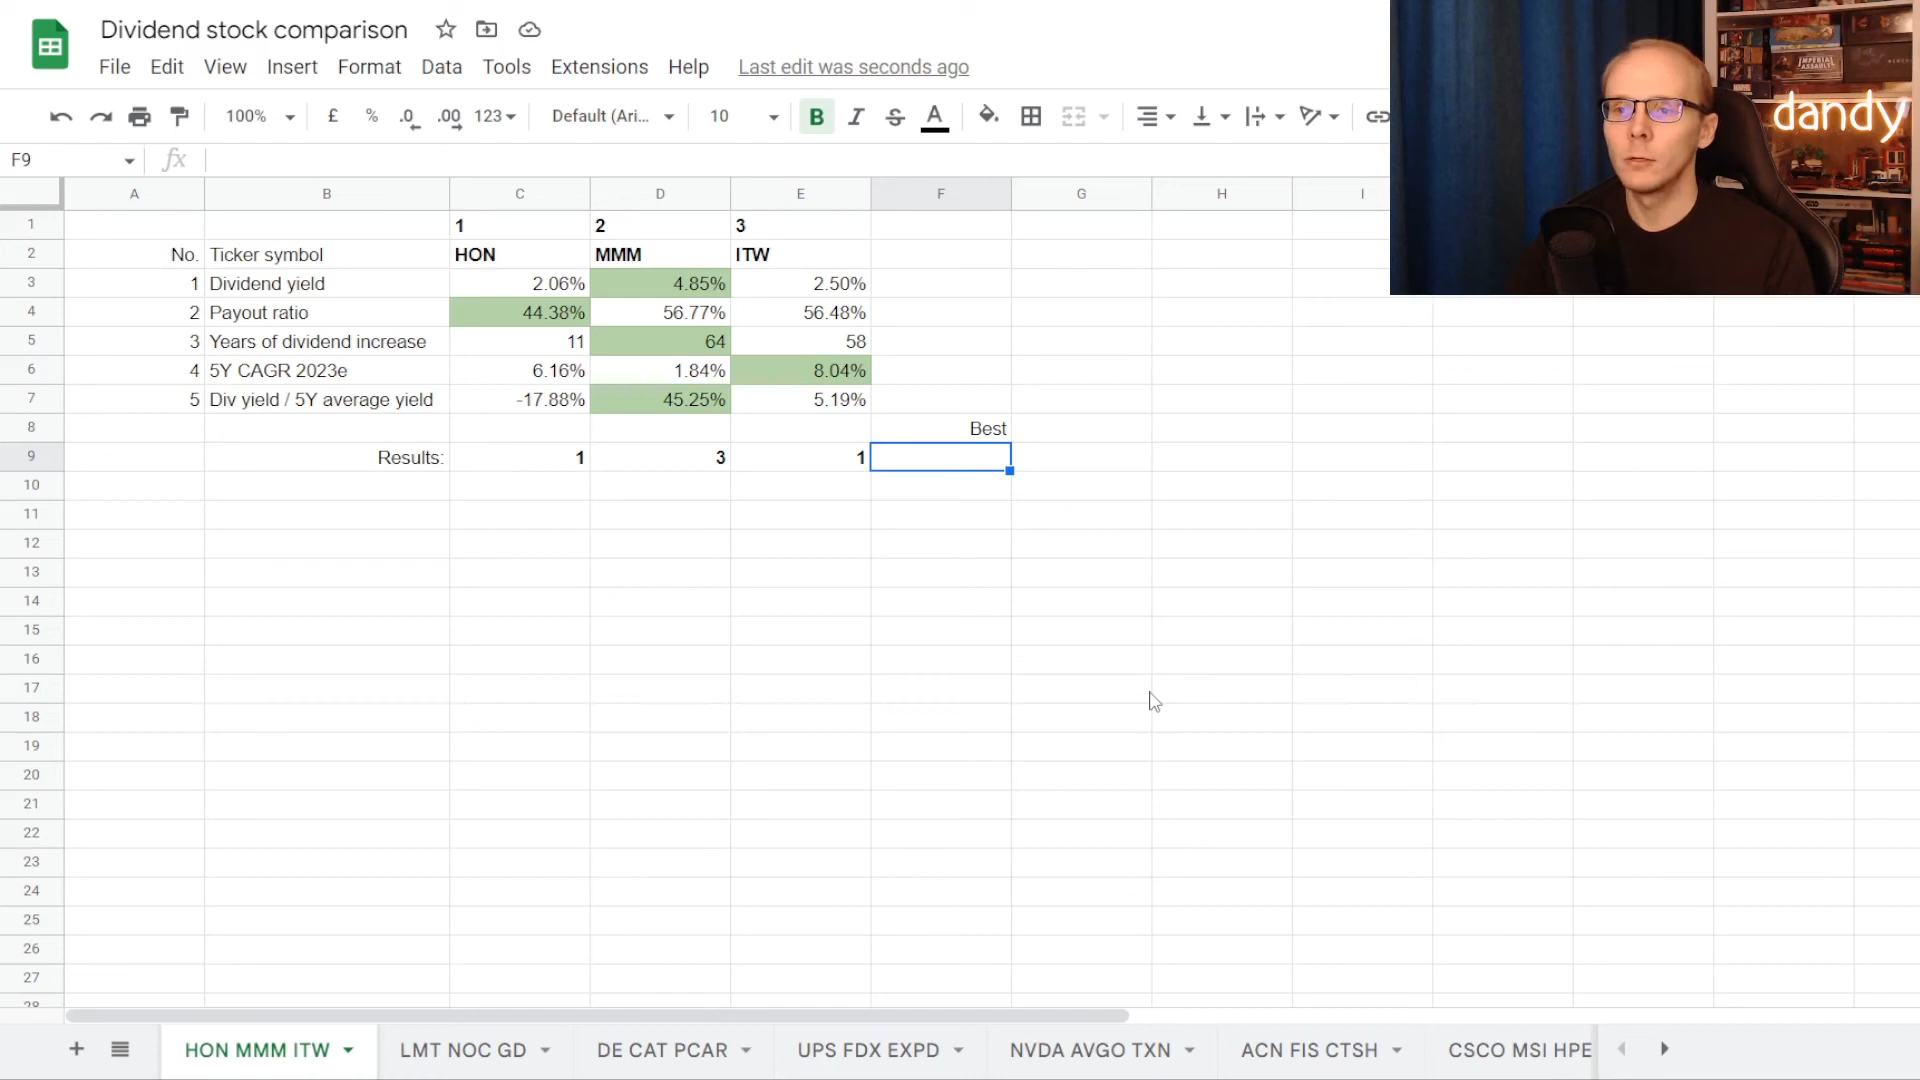 Dividend stock comparison
File Edit View Insert Format Data Tools Extensions Help Last edit was seconds ago
100% £ % .0 .00 123 Default (Ari... 10 B I S A
F9 fx
A B C D E F G H I
1 1 2 3
2 No. Ticker symbol HON MMM ITW
3 1 Dividend yield 2.06% 4.85% 2.50%
4 2 Payout ratio 44.38% 56.77% 56.48%
5 3 Years of dividend increase 11 64 58
6 4 5Y CAGR 2023e 6.16% 1.84% 8.04%
7 5 Div yield / 5Y average yield -17.88% 45.25% 5.19%
8 Best
9 Results: 1 3 1
10
11
12
13
14
15
16
17
18
19
20
21
22
23
24
25
26
27
28
HON MMM ITW LMT NOC GD DE CAT PCAR UPS FDX EXPD NVDA AVGO TXN ACN FIS CTSH CSCO MSI HPE
IMPERIAL ASSAULT
dandy